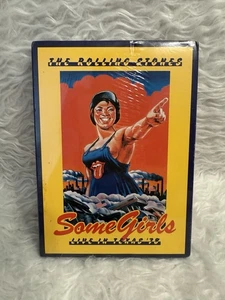 THE ROLLING STONES
Some Girls
LIVE IN TEXAS '78